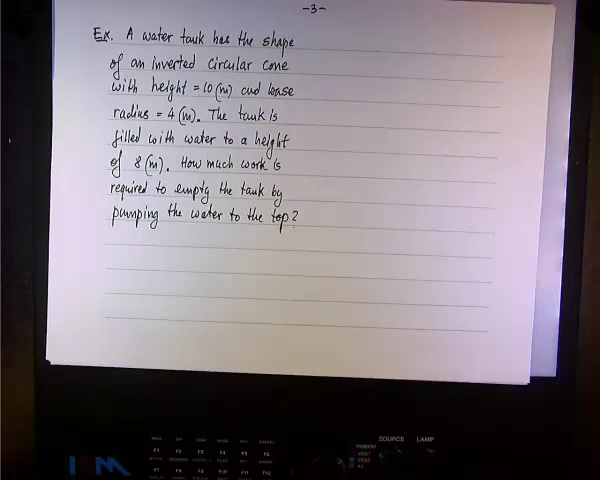 -3-
Ex. A water tank has the shape
of an inverted circular cone
with height = 10 (m) and base
radius = 4 (m). The tank is
filled with water to a height
of 8 (m). How much work is
required to empty the tank by
pumping the water to the top?
SOURCE LAMP